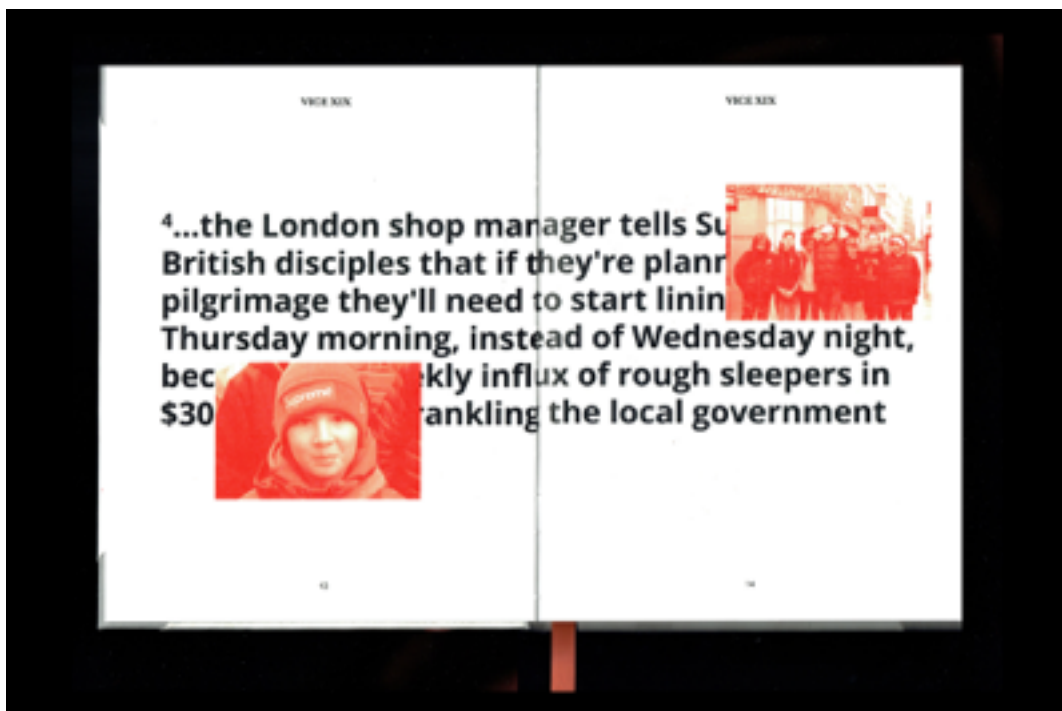 VICE XIX
VICE XIX
⁴...the London shop manager tells Su
British disciples that if they're plann
pilgrimage they'll need to start linin
Thursday morning, instead of Wednesday night,
bec ekly influx of rough sleepers in
$30 rankling the local government
Supreme